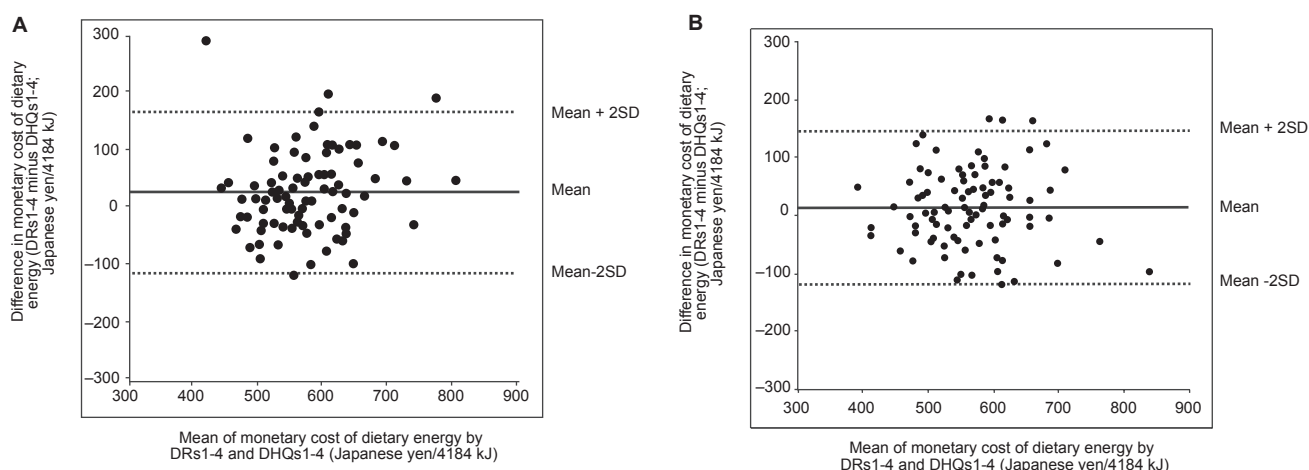 A
Difference in monetary cost of dietary
energy (DRs1-4 minus DHQs1-4;
Japanese yen/4184 kJ)
300
200
100
0
–100
–200
–300
300 400 500 600 700 800 900
Mean + 2SD
Mean
Mean-2SD
Mean of monetary cost of dietary energy by
DRs1-4 and DHQs1-4 (Japanese yen/4184 kJ)
B
Difference in monetary cost of dietary
energy (DRs1-4 minus DHQs1-4;
Japanese yen/4184 kJ)
300
200
100
0
–100
–200
–300
300 400 500 600 700 800 900
Mean + 2SD
Mean
Mean -2SD
Mean of monetary cost of dietary energy by
DRs1-4 and DHQs1-4 (Japanese yen/4184 kJ)